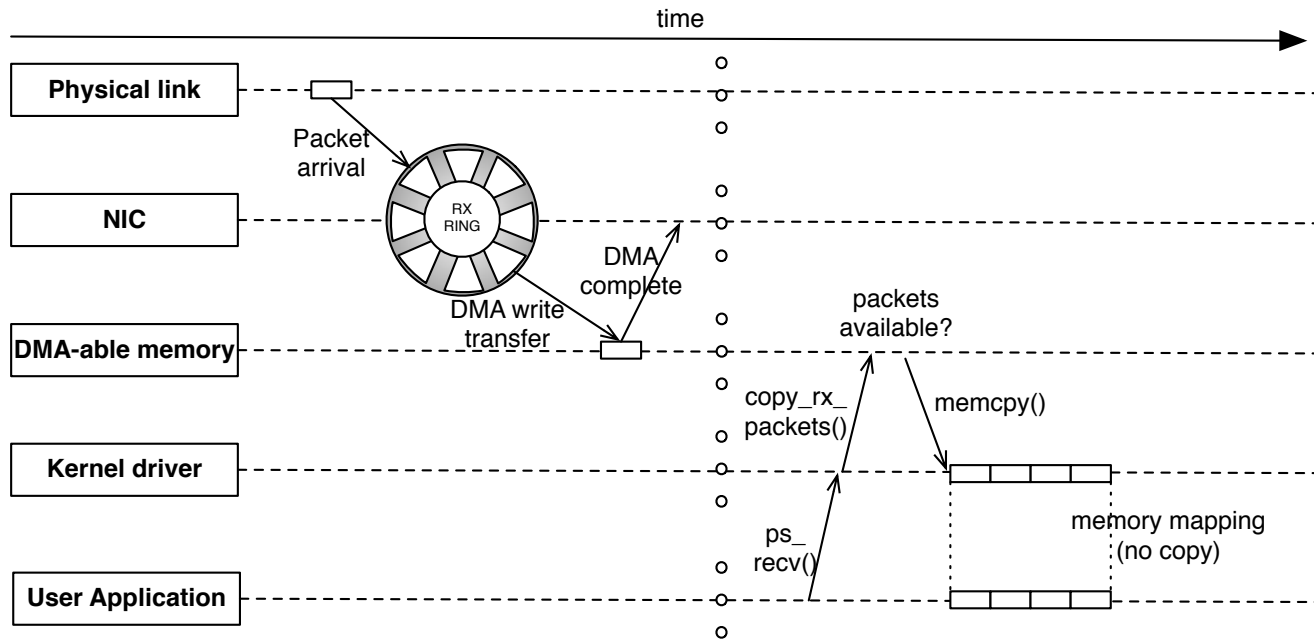 time
Physical link
Packet
arrival
NIC
RX
RING
DMA
complete
DMA write
transfer
packets
available?
DMA-able memory
copy_rx_
packets()
memcpy()
Kernel driver
memory mapping
(no copy)
ps_
recv()
User Application